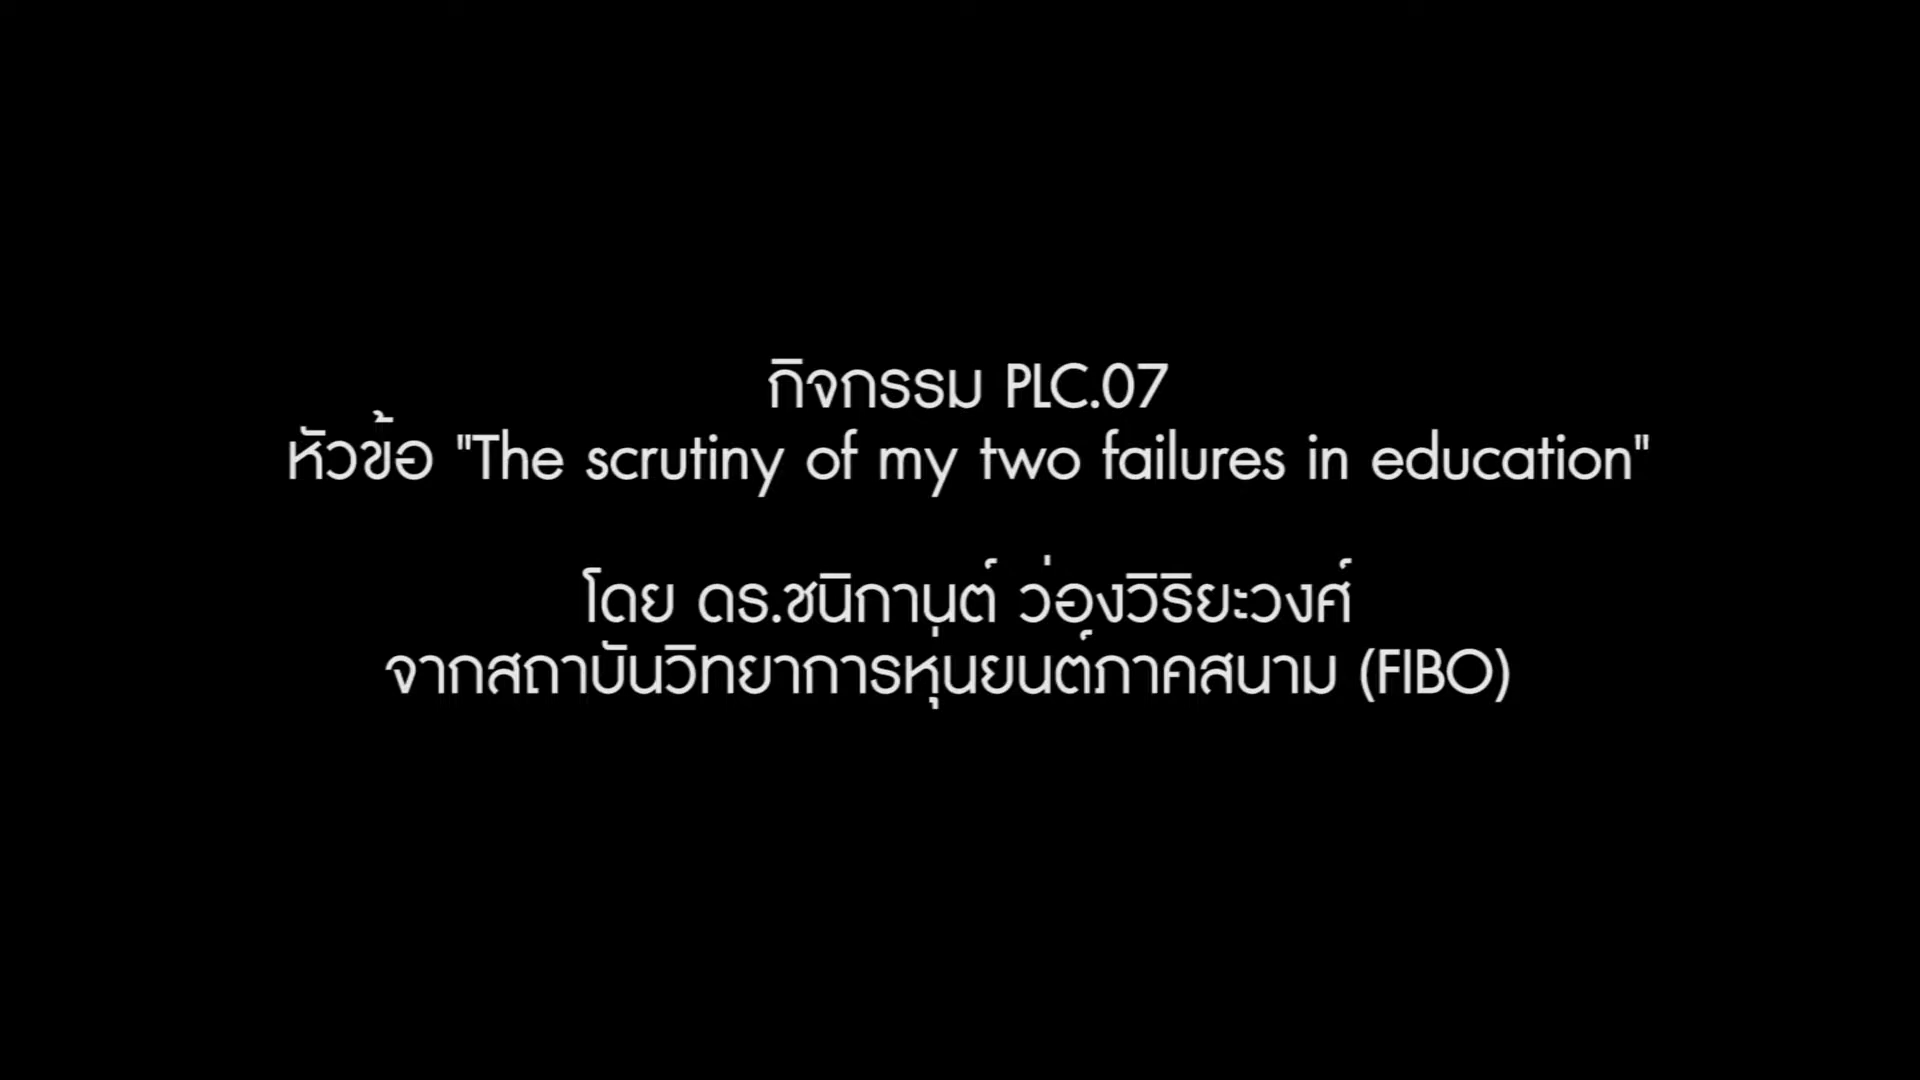 กิจกรรม PLC.07
หัวข้อ "The scrutiny of my two failures in education"
โดย ดร.ชนิกานต์ ว่องวิริยะวงศ์
จากสถาบันวิทยาการหุ่นยนต์ภาคสนาม (FIBO)